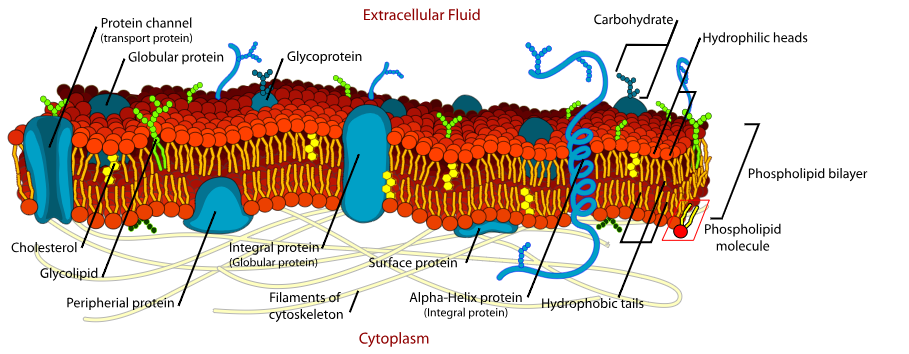 Extracellular Fluid
Protein channel
(transport protein)
Globular protein
Glycoprotein
Carbohydrate
Hydrophilic heads
Phospholipid bilayer
Phospholipid
molecule
Cholesterol
Glycolipid
Peripherial protein
Integral protein
(Globular protein)
Filaments of
cytoskeleton
Surface protein
Alpha-Helix protein
(Integral protein)
Hydrophobic tails
Cytoplasm